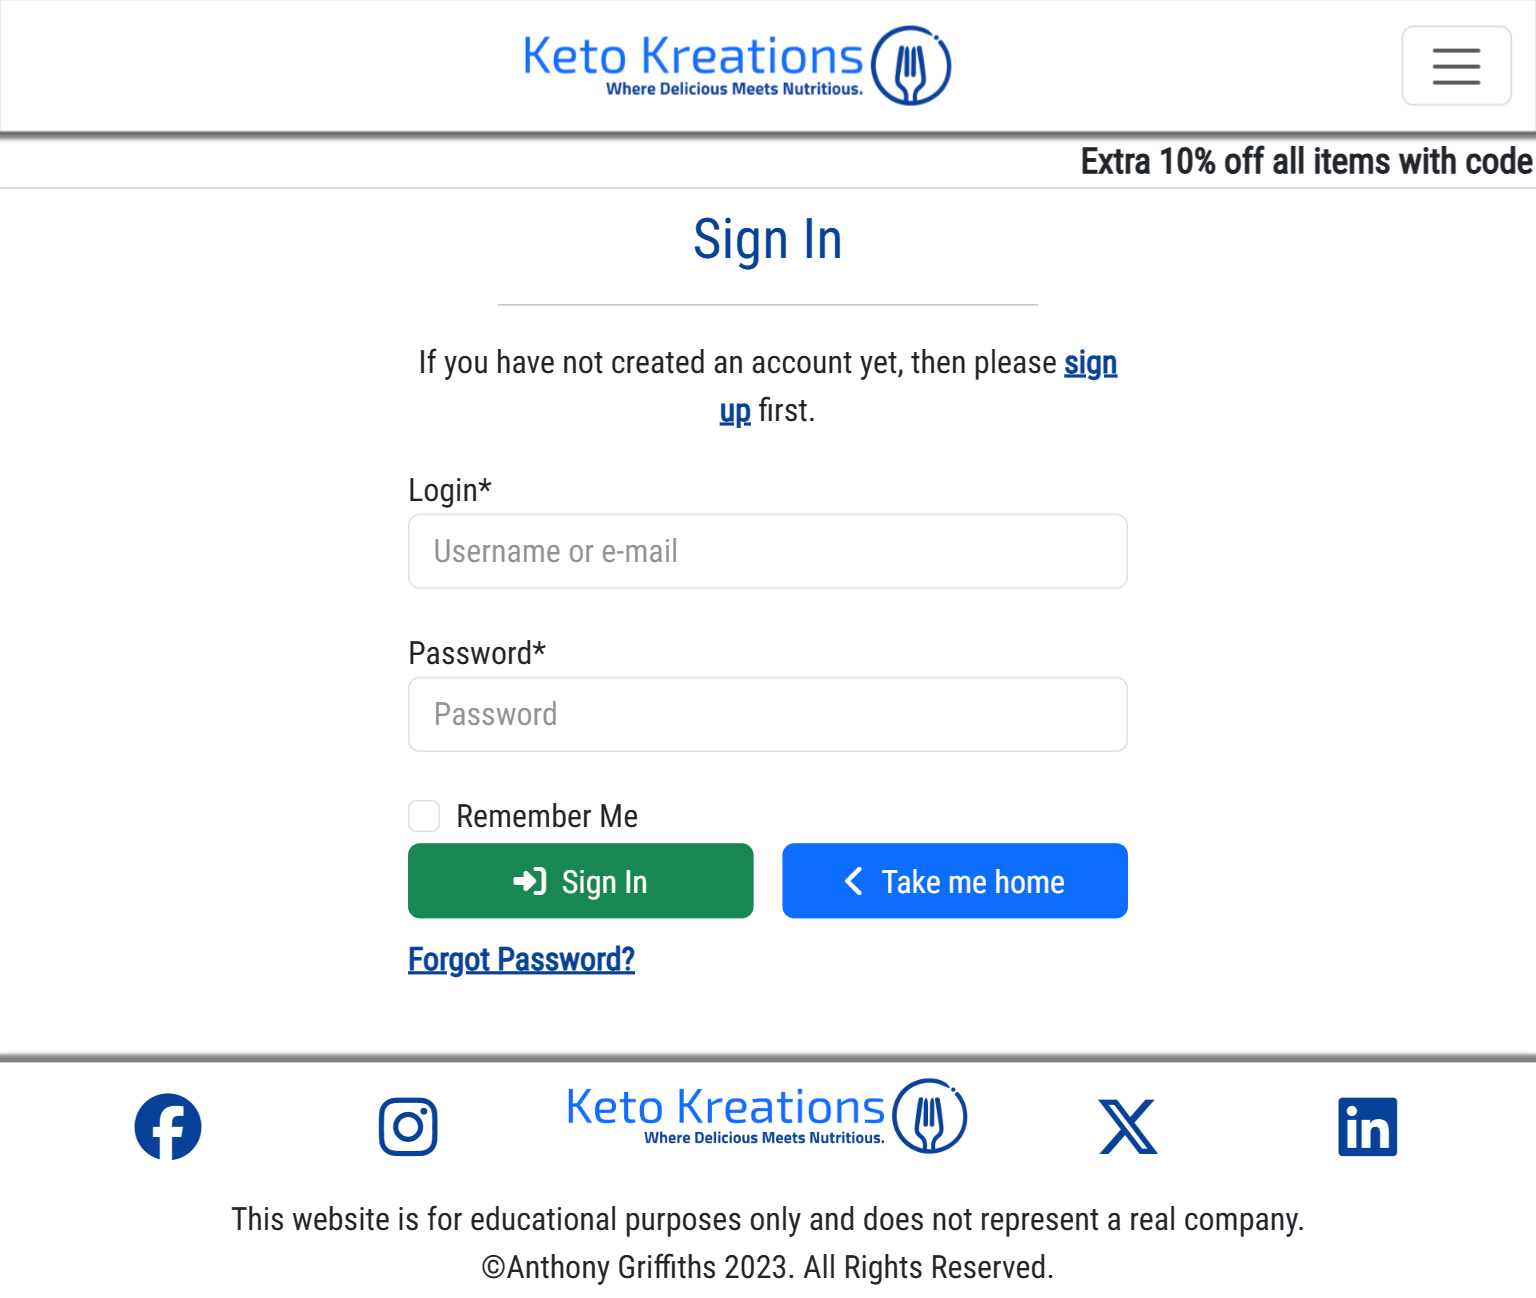 Keto Kreations
Where Delicious Meets Nutritious.
Extra 10% off all items with code
Sign In
If you have not created an account yet, then please sign
up first.
Login*
Username or e-mail
Password*
Password
Remember Me
Sign In
Take me home
Forgot Password?
Keto Kreations
Where Delicious Meets Nutritious.
This website is for educational purposes only and does not represent a real company.
©Anthony Griffiths 2023. All Rights Reserved.